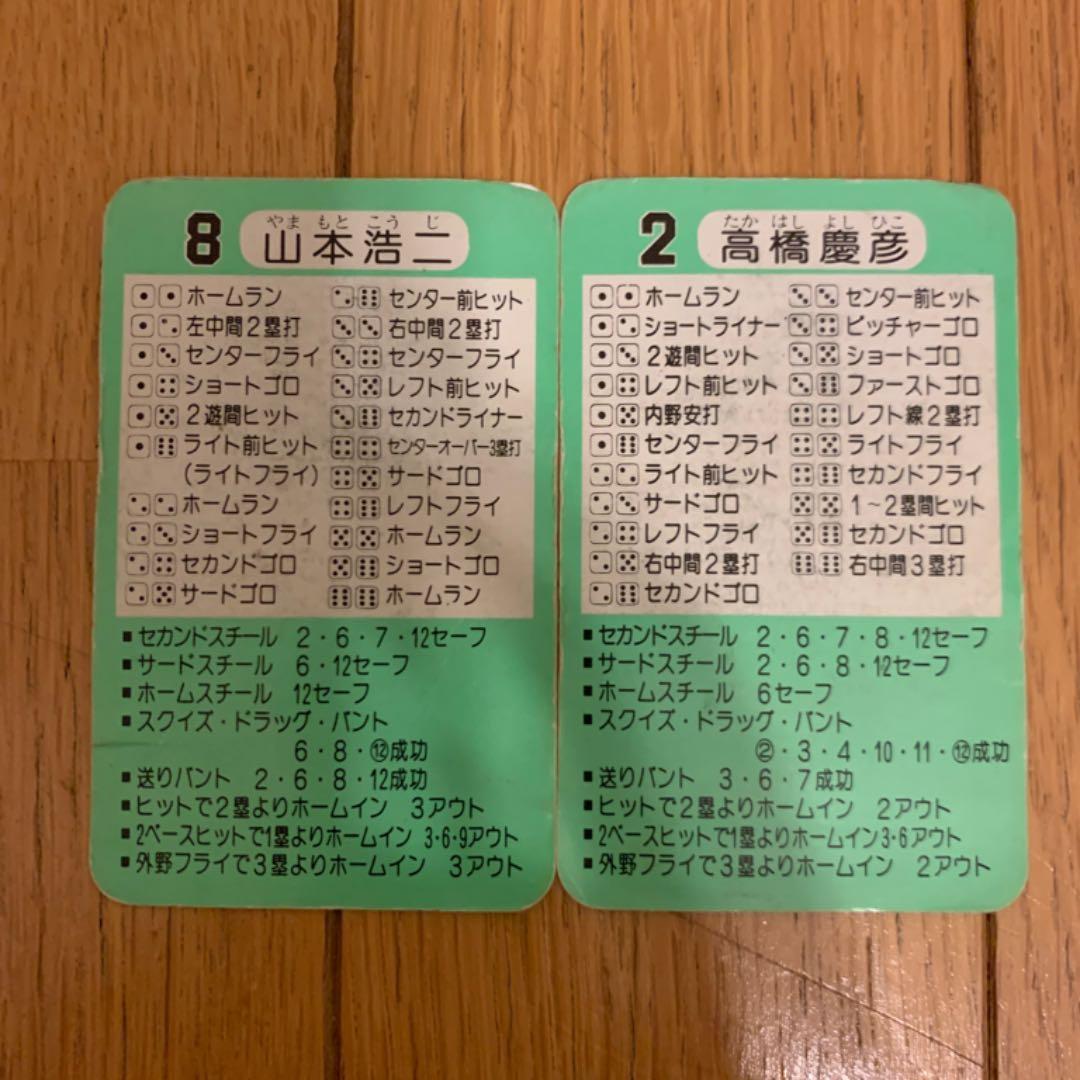 やまもとこうじ
8 山本浩二
ホームラン
左中間2塁打
センターフライ
ショートゴロ
2遊間ヒット
ライト前ヒット
(ライトフライ)
ホームラン
ショートフライ
セカンドゴロ
サードゴロ
センター前ヒット
右中間2塁打
センターフライ
レフト前ヒット
セカンドライナー
センターオーバー3塁打
サードゴロ
レフトフライ
ホームラン
ショートゴロ
ホームラン
■セカンドスチール 2・6・7・12セーフ
■サードスチール 6・12セーフ
■ホームスチール 12セーフ
■スクイズ・ドラッグ・バント
6・8・⑫成功
■送りバント 2・6・8・12成功
■ヒットで2塁よりホームイン 3アウト
■2ベースヒットで1塁よりホームイン 3・6・9アウト
■外野フライで3塁よりホームイン 3アウト
たかはしよしひこ
2 高橋慶彦
ホームラン
ショートライナー
2遊間ヒット
レフト前ヒット
内野安打
センターフライ
ライト前ヒット
サードゴロ
レフトフライ
右中間2塁打
セカンドゴロ
センター前ヒット
ピッチャーゴロ
ショートゴロ
ファーストゴロ
レフト線2塁打
ライトフライ
セカンドフライ
1~2塁間ヒット
セカンドゴロ
右中間3塁打
■セカンドスチール 2・6・7・8・12セーフ
■サードスチール 2・6・8・12セーフ
■ホームスチール 6セーフ
■スクイズ・ドラッグ・バント
②・3・4・10・11・⑫成功
■送りバント 3・6・7成功
■ヒットで2塁よりホームイン 2アウト
■2ベースヒットで1塁よりホームイン3・6アウト
■外野フライで3塁よりホームイン 2アウト